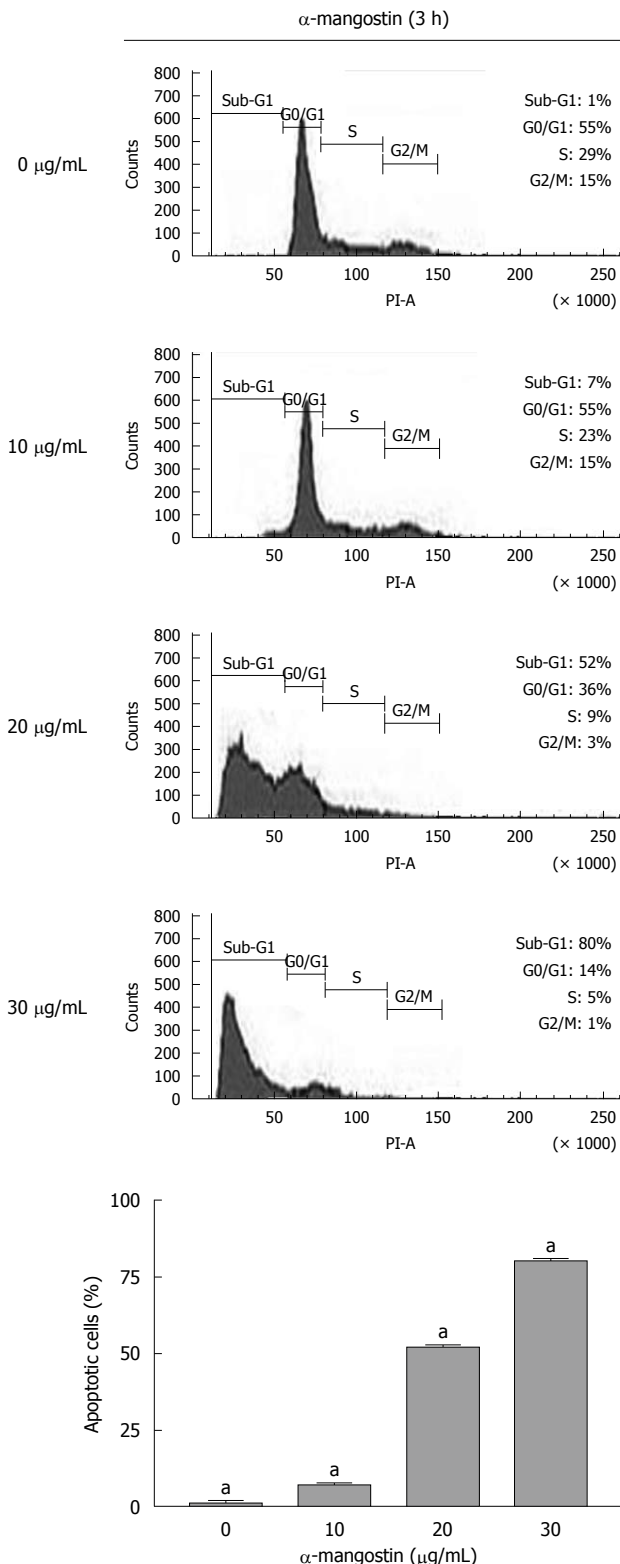 α-mangostin (3 h)
0 μg/mL
800
700
600
500
400
300
200
100
0
Counts
Sub-G1
G0/G1
S
G2/M
Sub-G1: 1%
G0/G1: 55%
S: 29%
G2/M: 15%
50 100 150 200 250
PI-A (× 1000)
10 μg/mL
800
700
600
500
400
300
200
100
0
Counts
Sub-G1
G0/G1
S
G2/M
Sub-G1: 7%
G0/G1: 55%
S: 23%
G2/M: 15%
50 100 150 200 250
PI-A (× 1000)
20 μg/mL
800
700
600
500
400
300
200
100
0
Counts
Sub-G1
G0/G1
S
G2/M
Sub-G1: 52%
G0/G1: 36%
S: 9%
G2/M: 3%
50 100 150 200 250
PI-A (× 1000)
30 μg/mL
800
700
600
500
400
300
200
100
0
Counts
Sub-G1
G0/G1
S
G2/M
Sub-G1: 80%
G0/G1: 14%
S: 5%
G2/M: 1%
50 100 150 200 250
PI-A (× 1000)
100
75
50
25
0
Apoptotic cells (%)
a
a
a
a
0 10 20 30
α-mangostin (μg/mL)